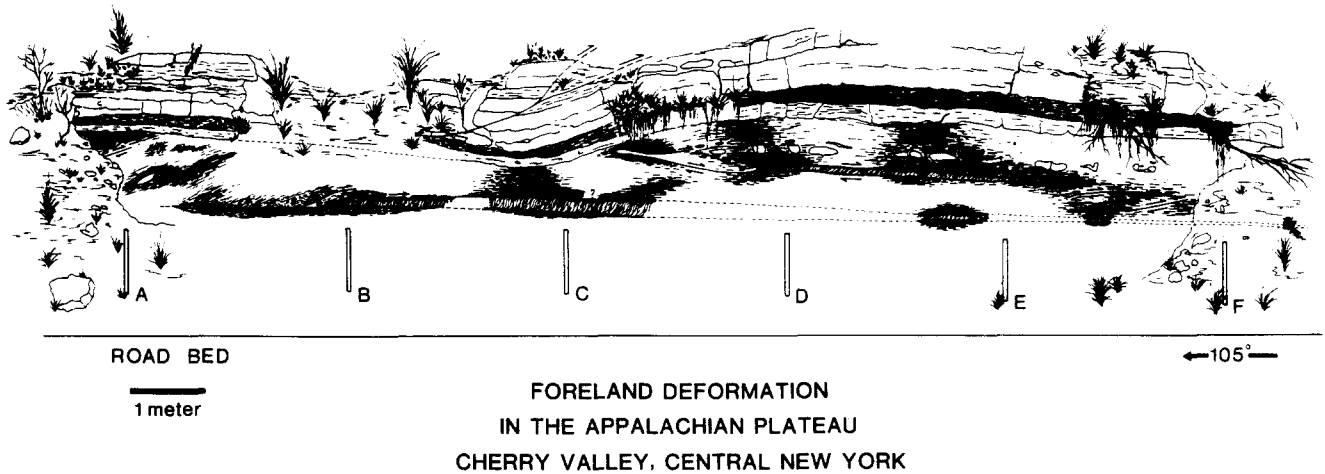 A B C D E F
ROAD BED
←105°
1 meter
FORELAND DEFORMATION
IN THE APPALACHIAN PLATEAU
CHERRY VALLEY, CENTRAL NEW YORK